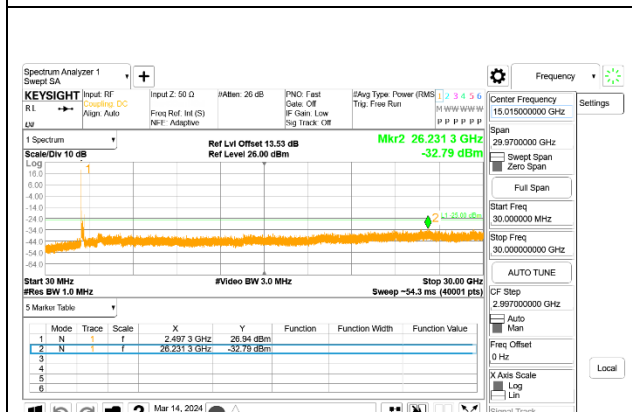 Spectrum Analyzer 1
Swept SA
Frequency
KEYSIGHT Input: RF Input Z: 50 Ω #Atten: 26 dB PNO: Fast #Avg Type: Power (RMS 1 2 3 4 5 6
RL Coupling: DC Gate: Off Trig: Free Run
Align: Auto Freq Ref: Int (S) IF Gain: Low M W W W W W
NFE: Adaptive Sig Track: Off P P P P P P
Settings
Center Frequency
15.015000000 GHz
Span
29.9700000 GHz
Swept Span
Zero Span
Full Span
Start Freq
30.000000 MHz
Stop Freq
30.000000000 GHz
AUTO TUNE
CF Step
2.997000000 GHz
Auto
Man
Freq Offset
0 Hz
X Axis Scale
Log
Lin
Signal Track
Local
1 Spectrum
Ref Lvl Offset 13.53 dB
Mkr2 26.231 3 GHz
Scale/Div 10 dB
Ref Level 26.00 dBm
-32.79 dBm
Log
16.0
6.00
-4.00
-14.0
-24.0
-34.0
-44.0
-54.0
-64.0
1
2
L1 -25.00 dBm
Start 30 MHz #Video BW 3.0 MHz Stop 30.00 GHz
#Res BW 1.0 MHz Sweep ~54.3 ms (40001 pts)
5 Marker Table
Mode Trace Scale X Y Function Function Width Function Value
1 N 1 f 2.497 3 GHz 26.94 dBm
2 N 1 f 26.231 3 GHz -32.79 dBm
3
4
5
6
Mar 14, 2024